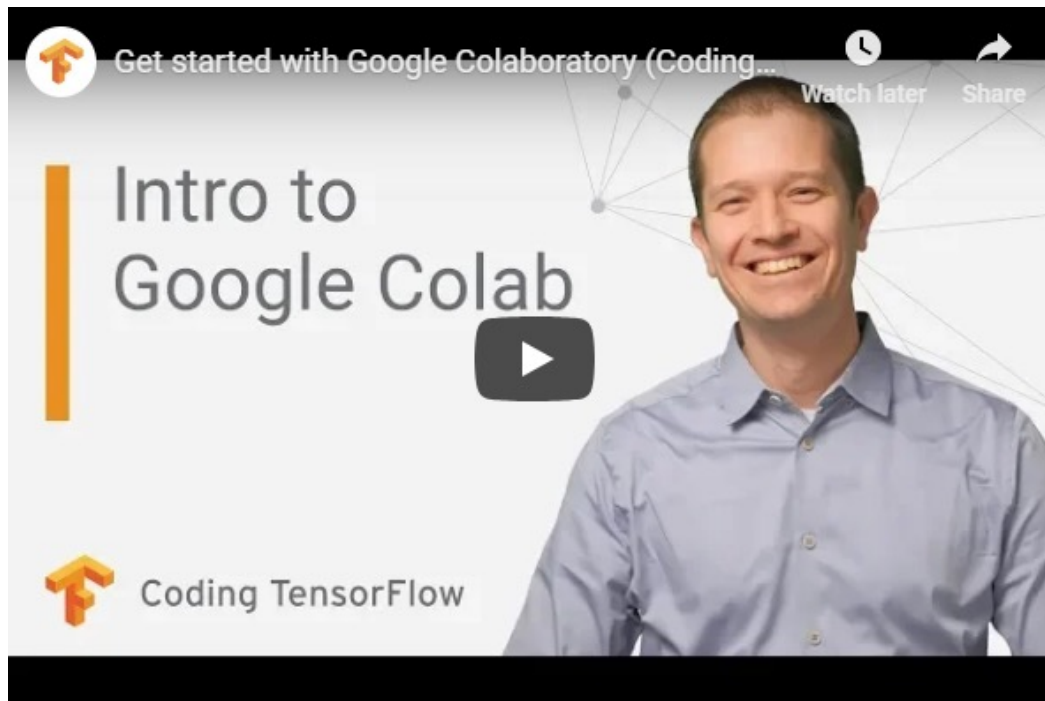 Get started with Google Colaboratory (Coding...
Watch later
Share
Intro to
Google Colab
Coding TensorFlow